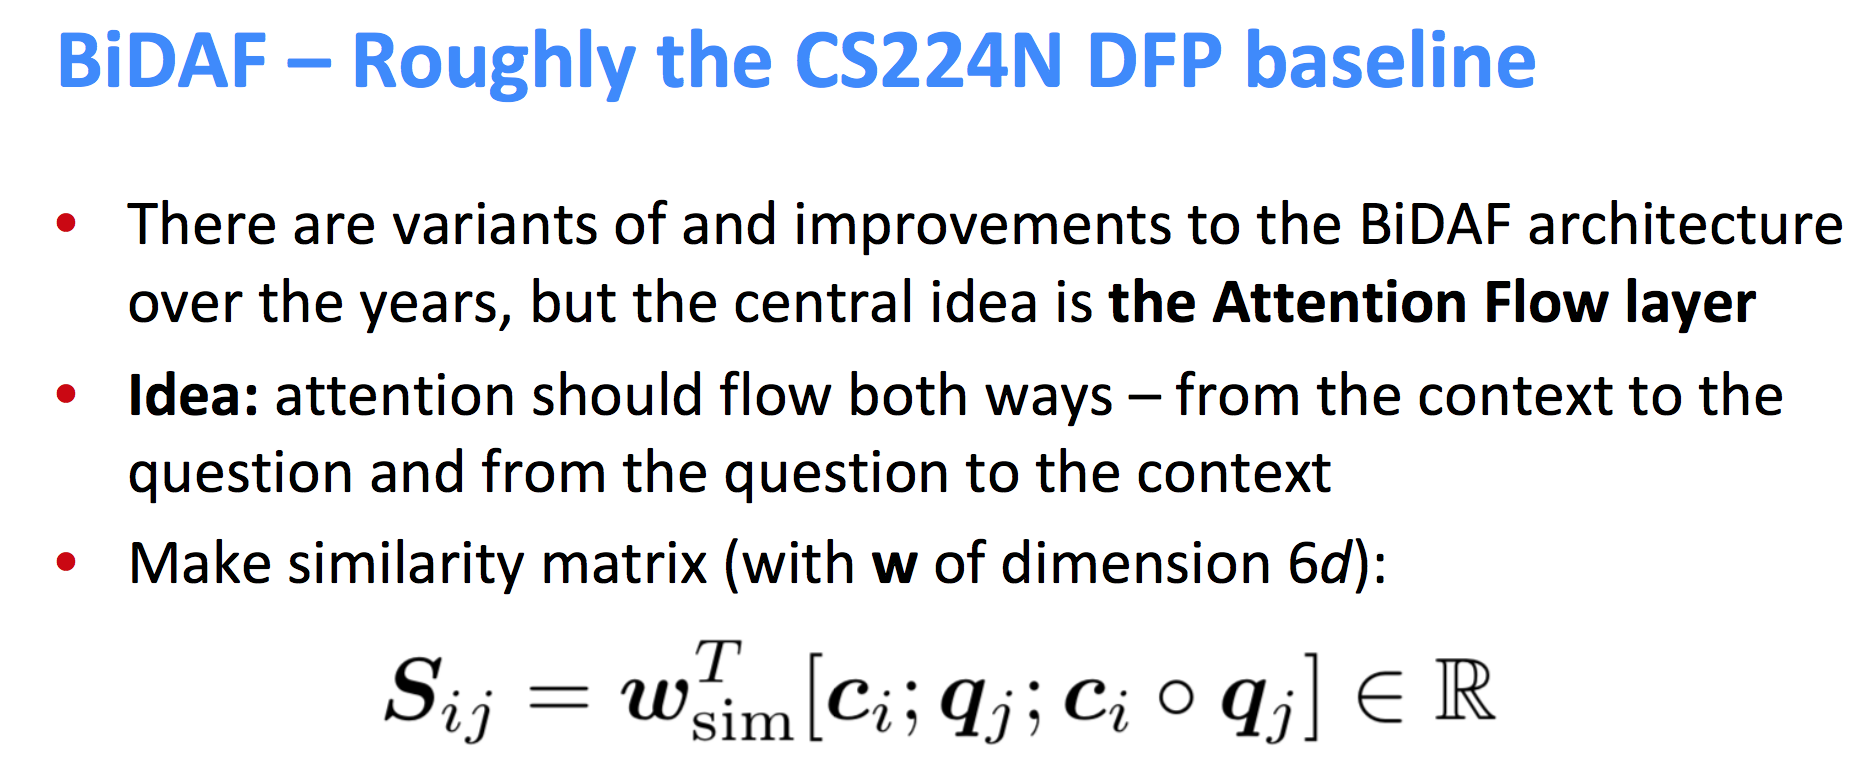 BiDAF – Roughly the CS224N DFP baseline
• There are variants of and improvements to the BiDAF architecture
over the years, but the central idea is the Attention Flow layer
• Idea: attention should flow both ways – from the context to the
question and from the question to the context
• Make similarity matrix (with w of dimension 6d):
$\boldsymbol{S}_{ij} = \boldsymbol{w}_{\text{sim}}^T[\boldsymbol{c}_i; \boldsymbol{q}_j; \boldsymbol{c}_i \circ \boldsymbol{q}_j] \in \mathbb{R}$